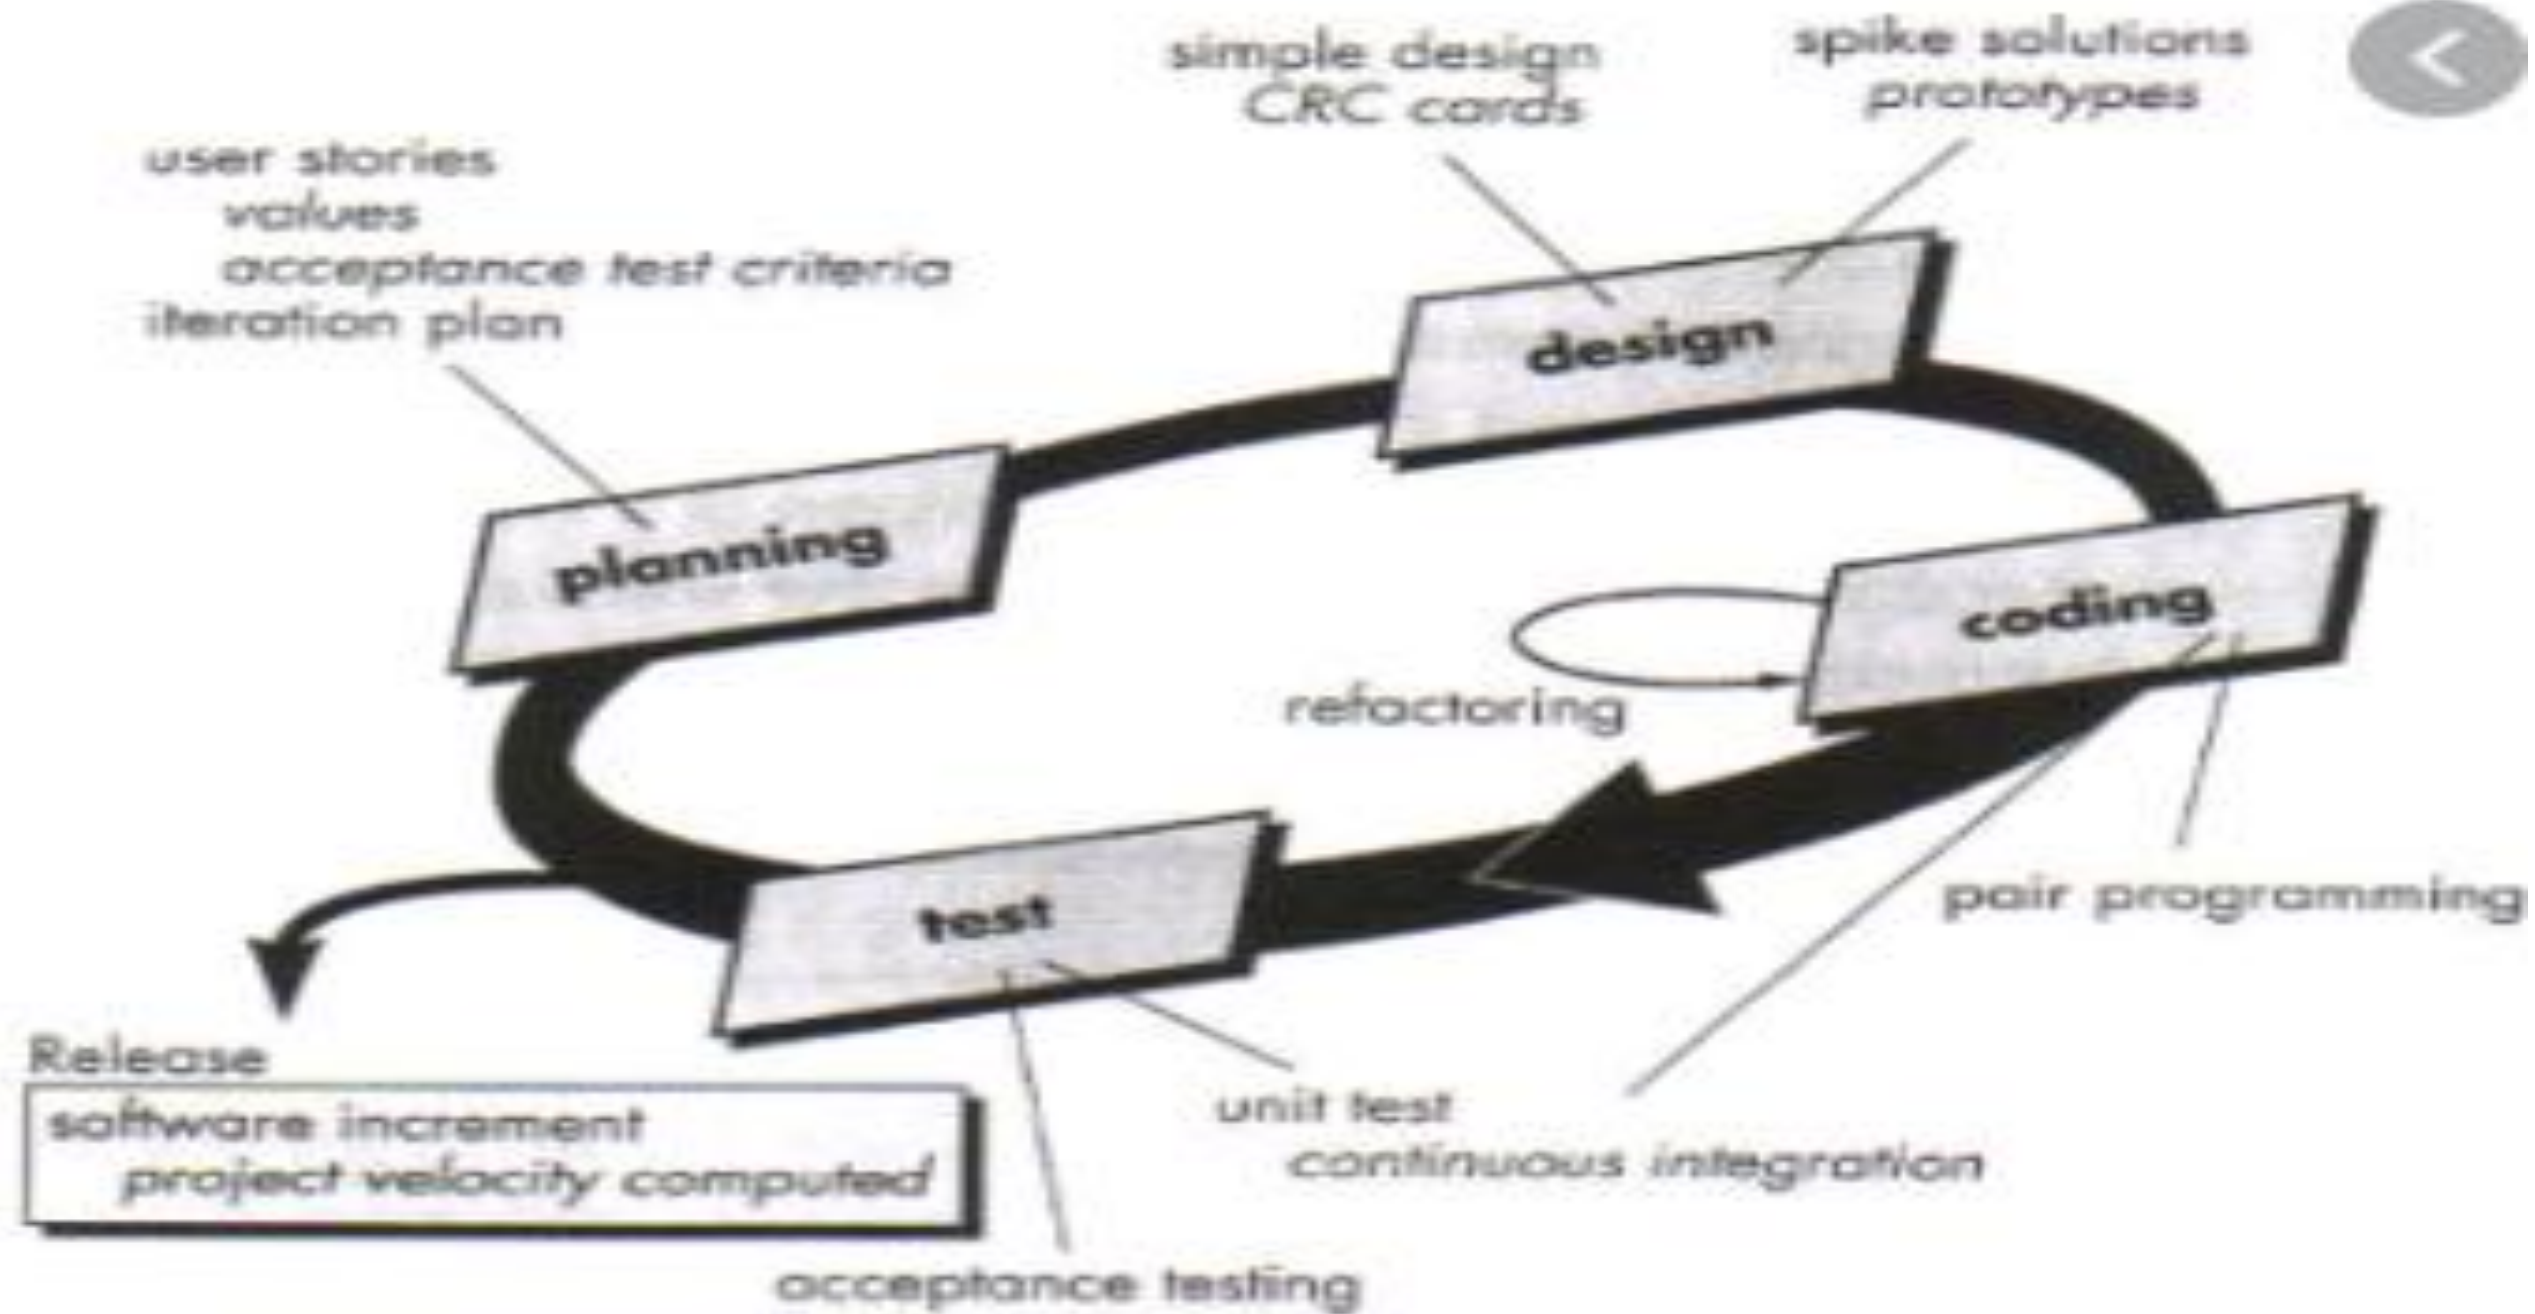 simple design
CRC cards
spike solutions
prototypes
user stories
values
acceptance test criteria
iteration plan
design
planning
coding
refactoring
test
pair programming
Release
software increment
project velocity computed
unit test
continuous integration
acceptance testing